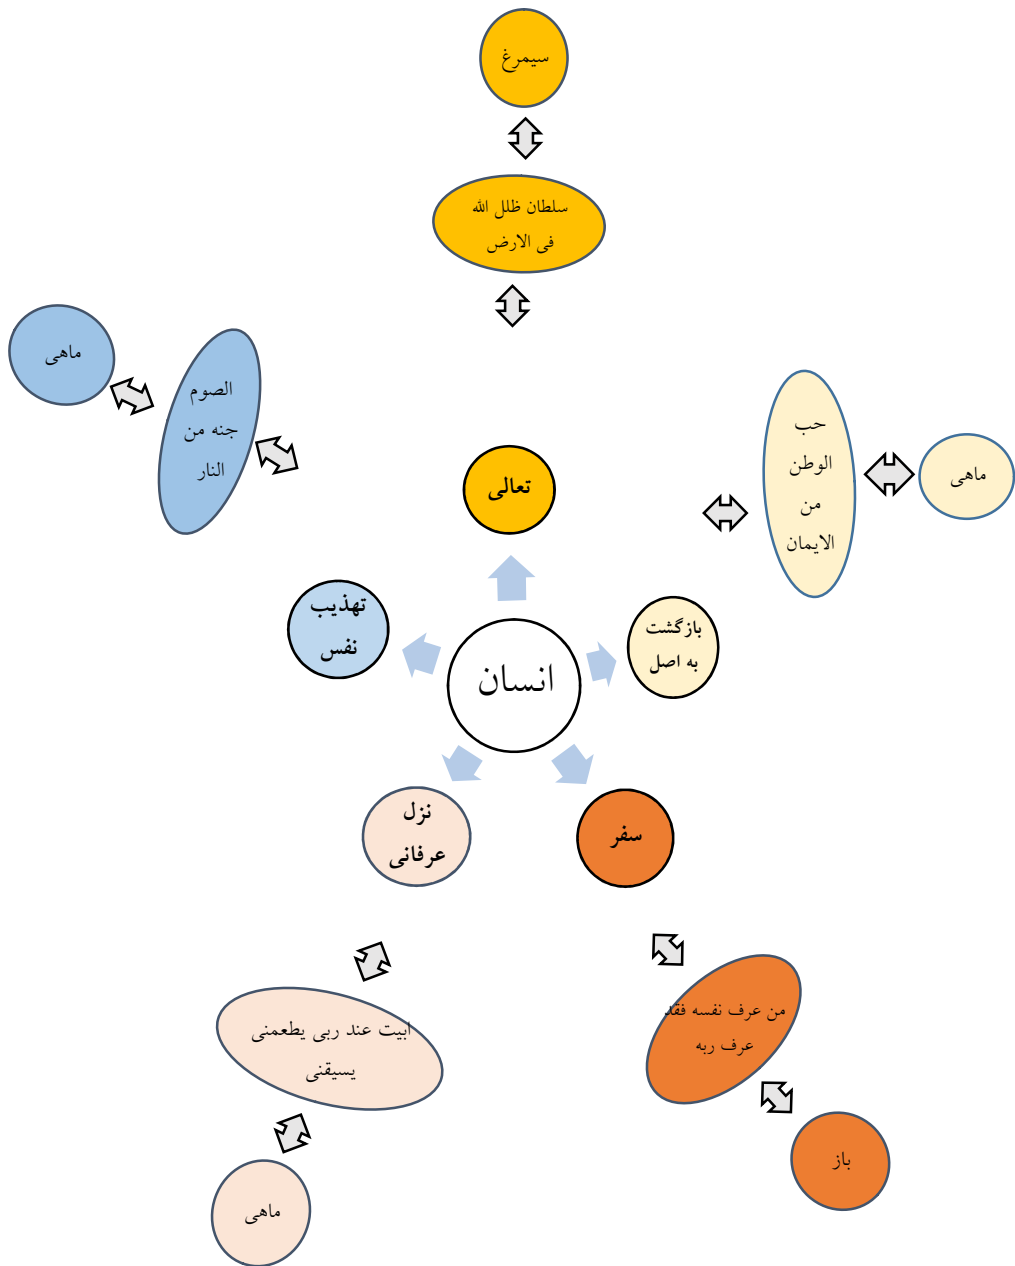 سیمرغ
سلطان ظلل الله
فی الارض
ماهی
الصوم
جنه من
النار
حب
الوطن
من
الایمان
ماهی
تعالی
تهذیب
نفس
بازگشت
به اصل
انسان
نزل
عرفانی
سفر
ابیت عند ربی یطعمنی
یسیقنی
من عرف نفسه فقد
عرف ربه
ماهی
باز